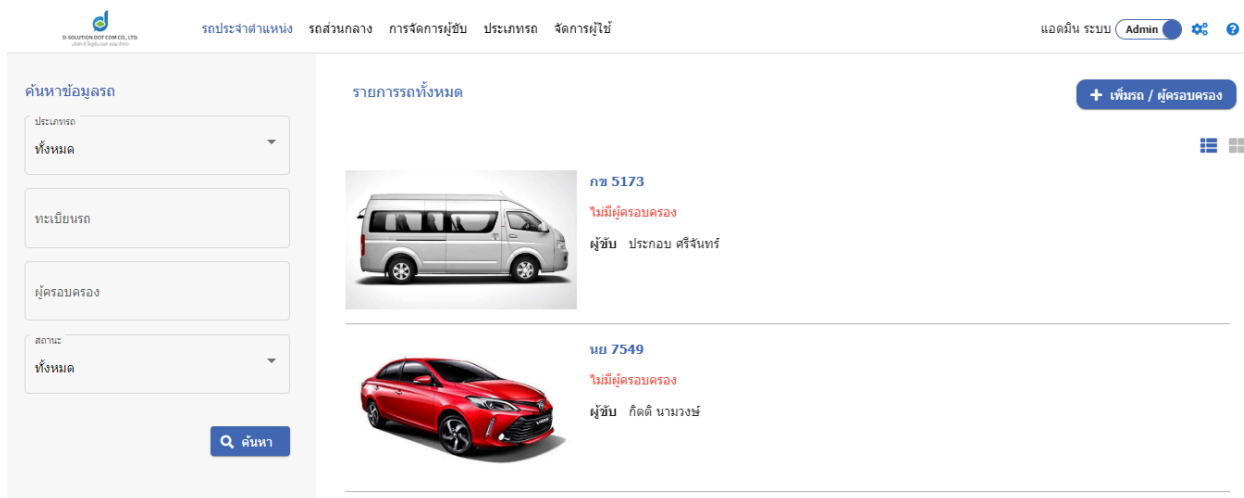 D-SOLUTION DOT COM CO., LTD.
รถประจำตำแหน่ง รถส่วนกลาง การจัดการผู้ขับ ประเภทรถ จัดการผู้ใช้
แอดมิน ระบบ Admin
ค้นหาข้อมูลรถ
ประเภทรถ
ทั้งหมด
ทะเบียนรถ
ผู้ครอบครอง
สถานะ
ทั้งหมด
ค้นหา
รายการรถทั้งหมด
เพิ่มรถ / ผู้ครอบครอง
กข 5173
ไม่มีผู้ครอบครอง
ผู้ขับ ประกอบ ศรีจันทร์
นย 7549
ไม่มีผู้ครอบครอง
ผู้ขับ กิตติ นามวงษ์